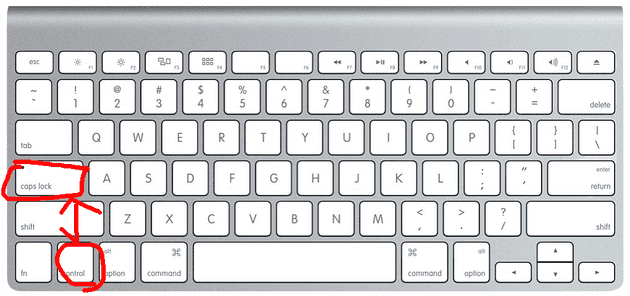 esc F1 F2 F3 F4 F5 F6 F7 F8 F9 F10 F11 F12
~ ! @ # $ % ^ & * ( ) – +
` 1 2 3 4 5 6 7 8 9 0 - = delete
tab Q W E R T Y U I O P { [ } ] | \
caps lock A S D F G H J K L : ; " ' enter return
shift Z X C V B N M < , > . ? / shift
fn control alt option ⌘ command ⌘ command alt option ◄ ▲ ▼ ►